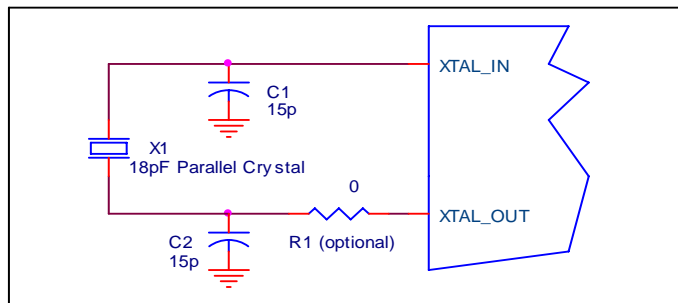 XTAL_IN
C1
15p
X1
18pF Parallel Crystal
0
XTAL_OUT
C2
15p
R1 (optional)